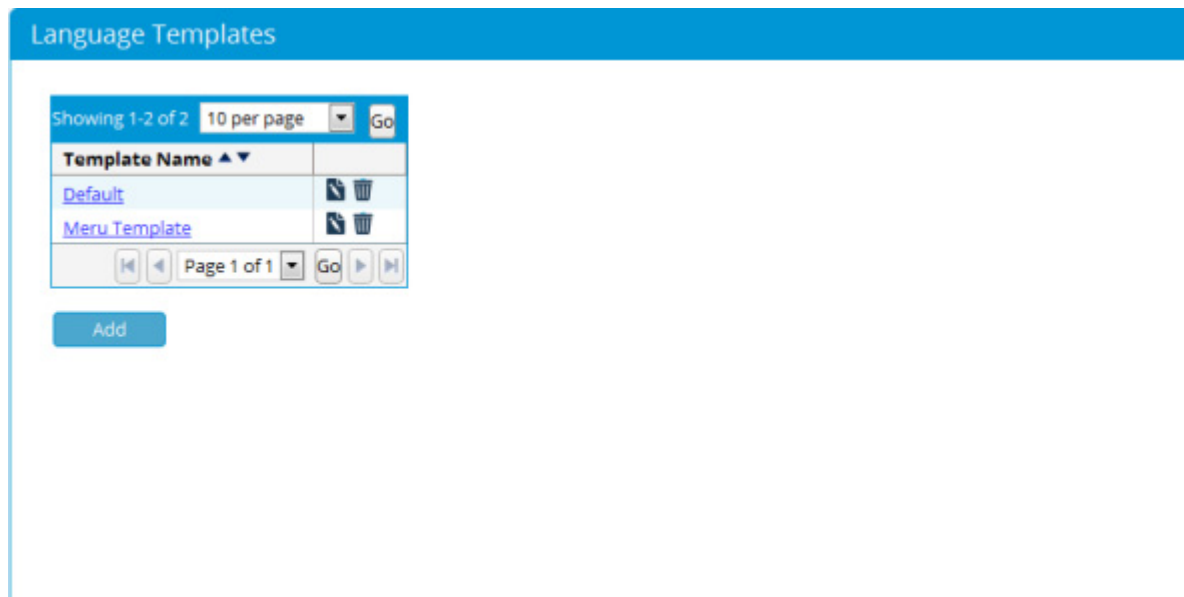 Language Templates
Showing 1-2 of 2 10 per page Go
Template Name
Default
Meru Template
Page 1 of 1 Go
Add